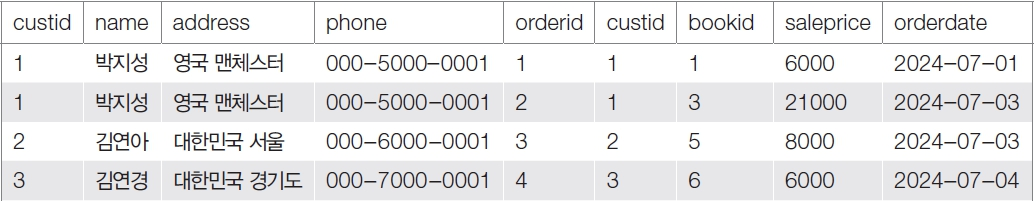 custid name address phone orderid custid bookid saleprice orderdate
1 박지성 영국 맨체스터 000-5000-0001 1 1 1 6000 2024-07-01
1 박지성 영국 맨체스터 000-5000-0001 2 1 3 21000 2024-07-03
2 김연아 대한민국 서울 000-6000-0001 3 2 5 8000 2024-07-03
3 김연경 대한민국 경기도 000-7000-0001 4 3 6 6000 2024-07-04